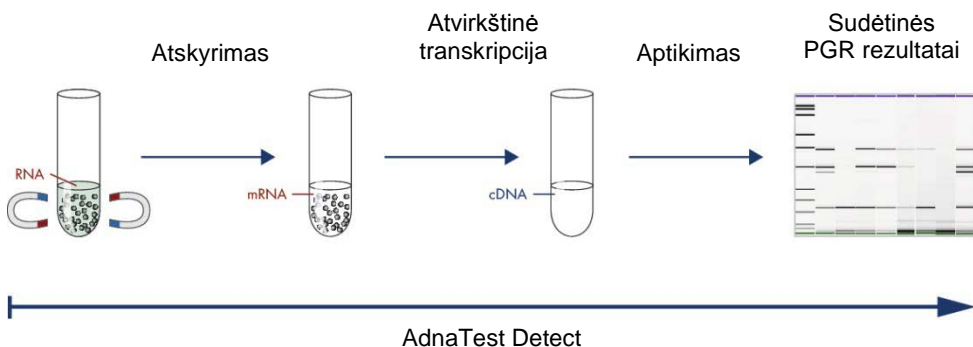 Atskyrimas
Atvirkštinė
transkripcija
Aptikimas
Sudėtinės
PGR rezultatai
RNA
mRNA
cDNA
AdnaTest Detect